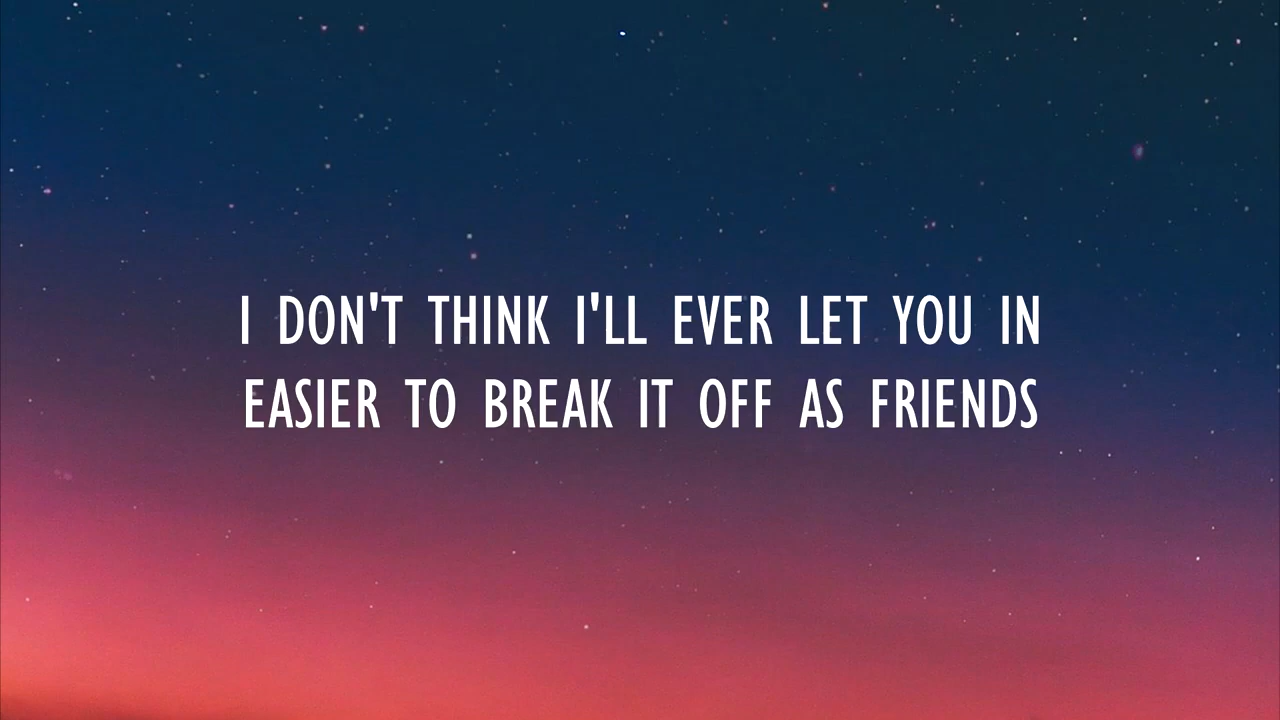 I DON'T THINK I'LL EVER LET YOU IN
EASIER TO BREAK IT OFF AS FRIENDS